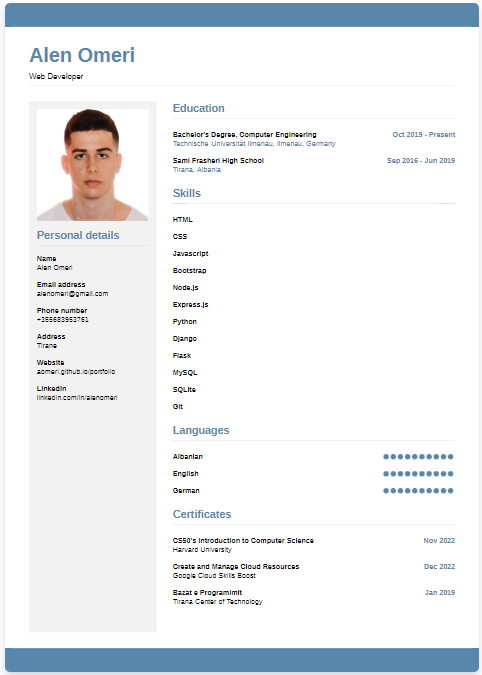 Alen Omeri
Web Developer
Personal details
Name
Alen Omeri
Email address
alenomeri@gmail.com
Phone number
+355683953761
Address
Tirane
Website
aomeri.github.io/portfolio
LinkedIn
linkedin.com/in/alenomeri
Education
Bachelor's Degree, Computer Engineering Oct 2019 - Present
Technische Universität Ilmenau, Ilmenau, Germany
Sami Frasheri High School Sep 2016 - Jun 2019
Tirana, Albania
Skills
HTML
CSS
Javascript
Bootstrap
Node.js
Express.js
Python
Django
Flask
MySQL
SQLite
Git
Languages
Albanian
English
German
Certificates
CS50's Introduction to Computer Science Nov 2022
Harvard University
Create and Manage Cloud Resources Dec 2022
Google Cloud Skills Boost
Bazat e Programimit Jan 2019
Tirana Center of Technology